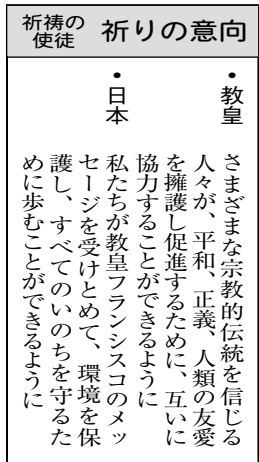 祈祷の
使徒
祈りの意向
・教皇
さまざまな宗教的伝統を信じる
人々が、平和、正義、人類の友愛
を擁護し促進するために、互いに
協力することができるように
・日本
私たちが教皇フランシスコのメッ
セージを受けとめて、環境を保
護し、すべてのいのちを守るた
めに歩むことができるように